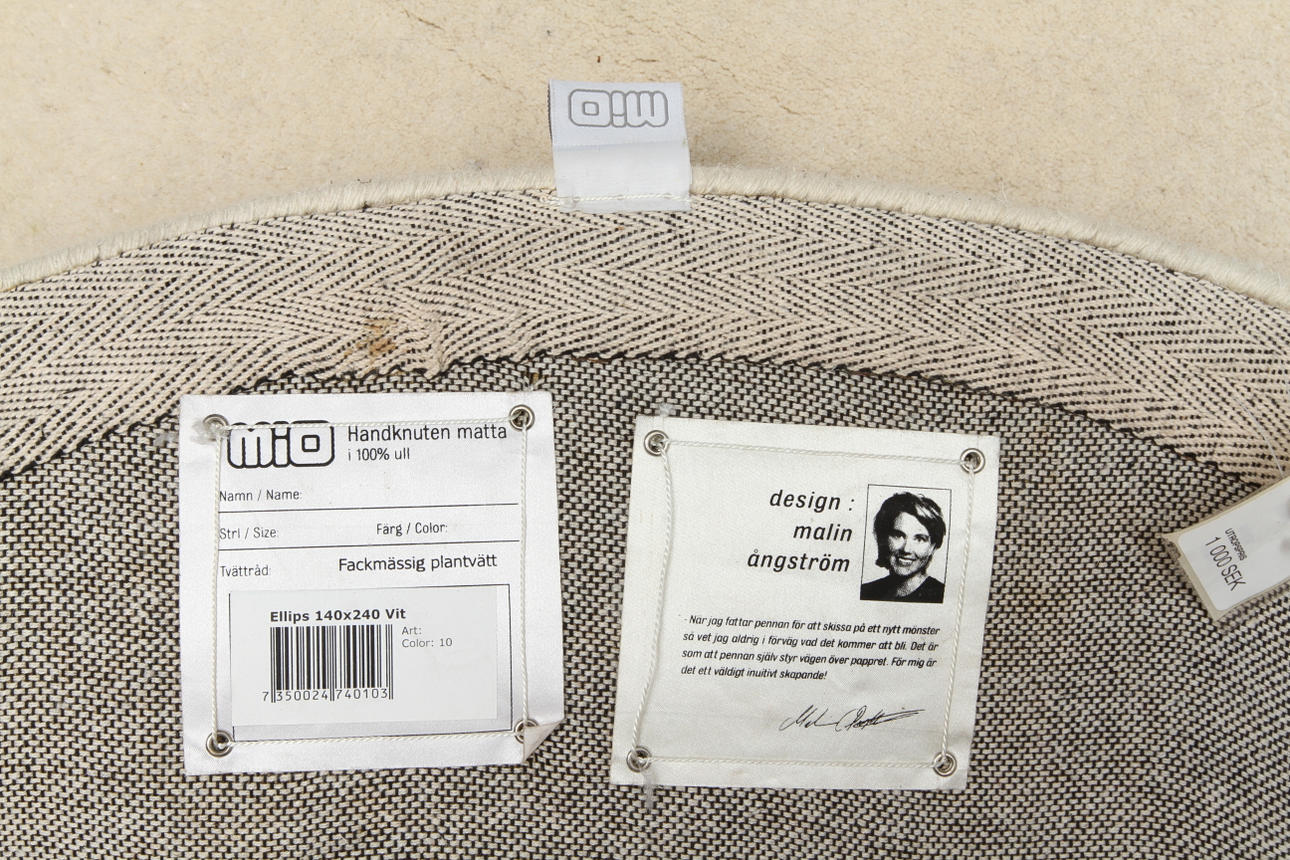 mio
mio
Handknuten matta
i 100% ull
Namn / Name:
Strl / Size: Färg / Color:
Tvättråd: Fackmässig plantvätt
Ellips 140x240 Vit
Art:
Color: 10
7 350024 740103
design :
malin
ångström
- När jag fattar pennan för att skissa på ett nytt mönster
så vet jag aldrig i förväg vad det kommer att bli. Det är
som att pennan själv styr vägen över pappret. För mig är
det ett väldigt inuitivt skapande!
UTROPSPRIS
1 000 SEK